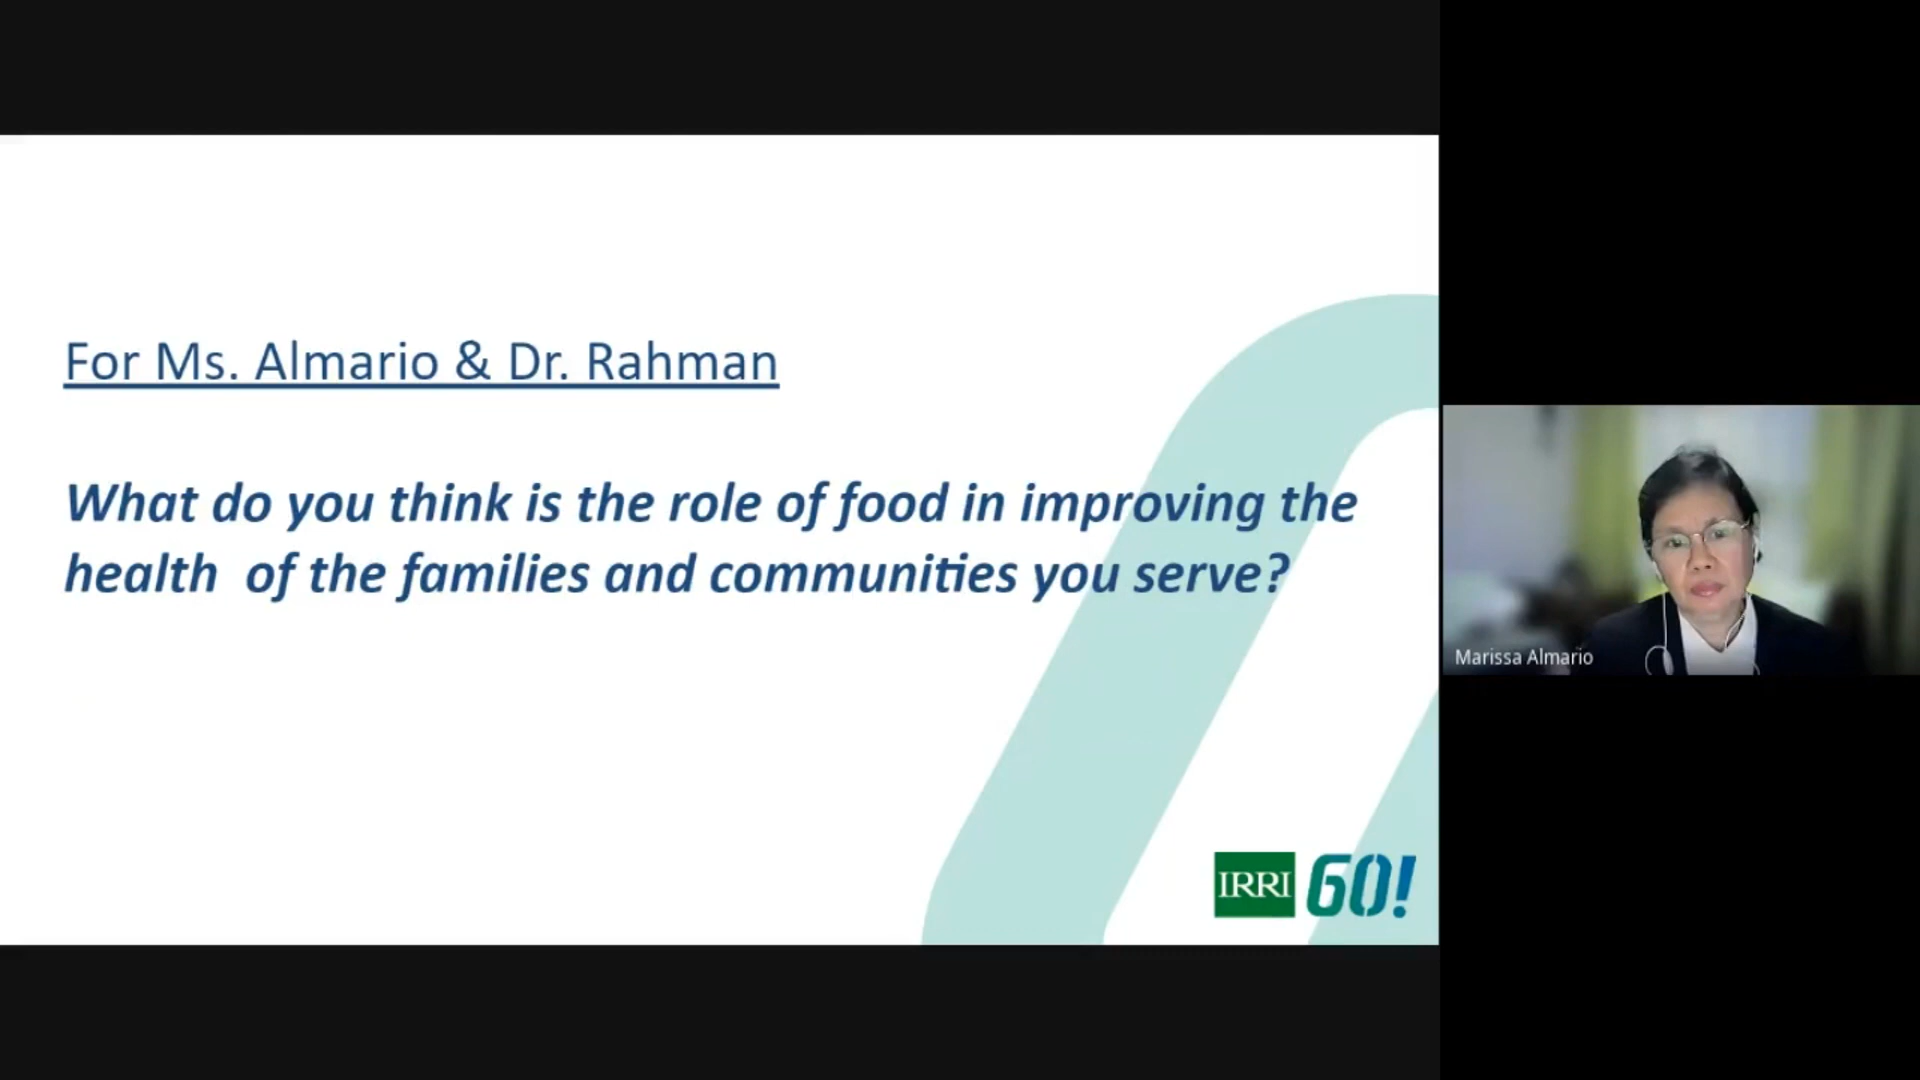 For Ms. Almario & Dr. Rahman
What do you think is the role of food in improving the
health  of the families and communities you serve?
IRRI 60!
Marissa Almario